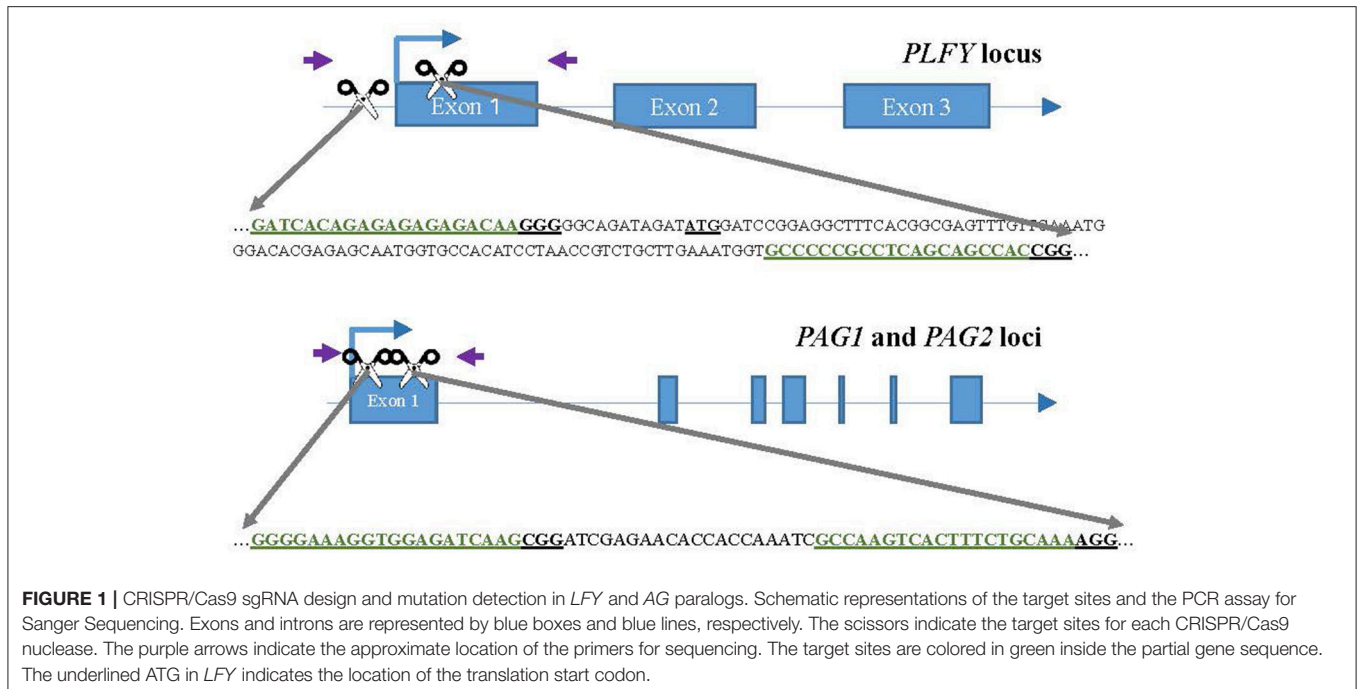 PLFY locus
Exon 1 Exon 2 Exon 3
...GATCACAGAGAGAGAGACAAGGGGGCAGATAGATATGGATCCGGAGGCTTTCACGGCGAGTTTGTTCAAATG
GGACACGAGAGCAATGGTGCCACATCCTAACCGTCTGCTTGAAATGGTGCCCCCGCCTCAGCAGCCACCGG...
PAG1 and PAG2 loci
Exon 1
...GGGGAAAGGTGGAGATCAAGCGGATCGAGAACACCACCAAATCGCCAAGTCACTTTCTGCAAAAGG...
FIGURE 1 | CRISPR/Cas9 sgRNA design and mutation detection in LFY and AG paralogs. Schematic representations of the target sites and the PCR assay for
Sanger Sequencing. Exons and introns are represented by blue boxes and blue lines, respectively. The scissors indicate the target sites for each CRISPR/Cas9
nuclease. The purple arrows indicate the approximate location of the primers for sequencing. The target sites are colored in green inside the partial gene sequence.
The underlined ATG in LFY indicates the location of the translation start codon.